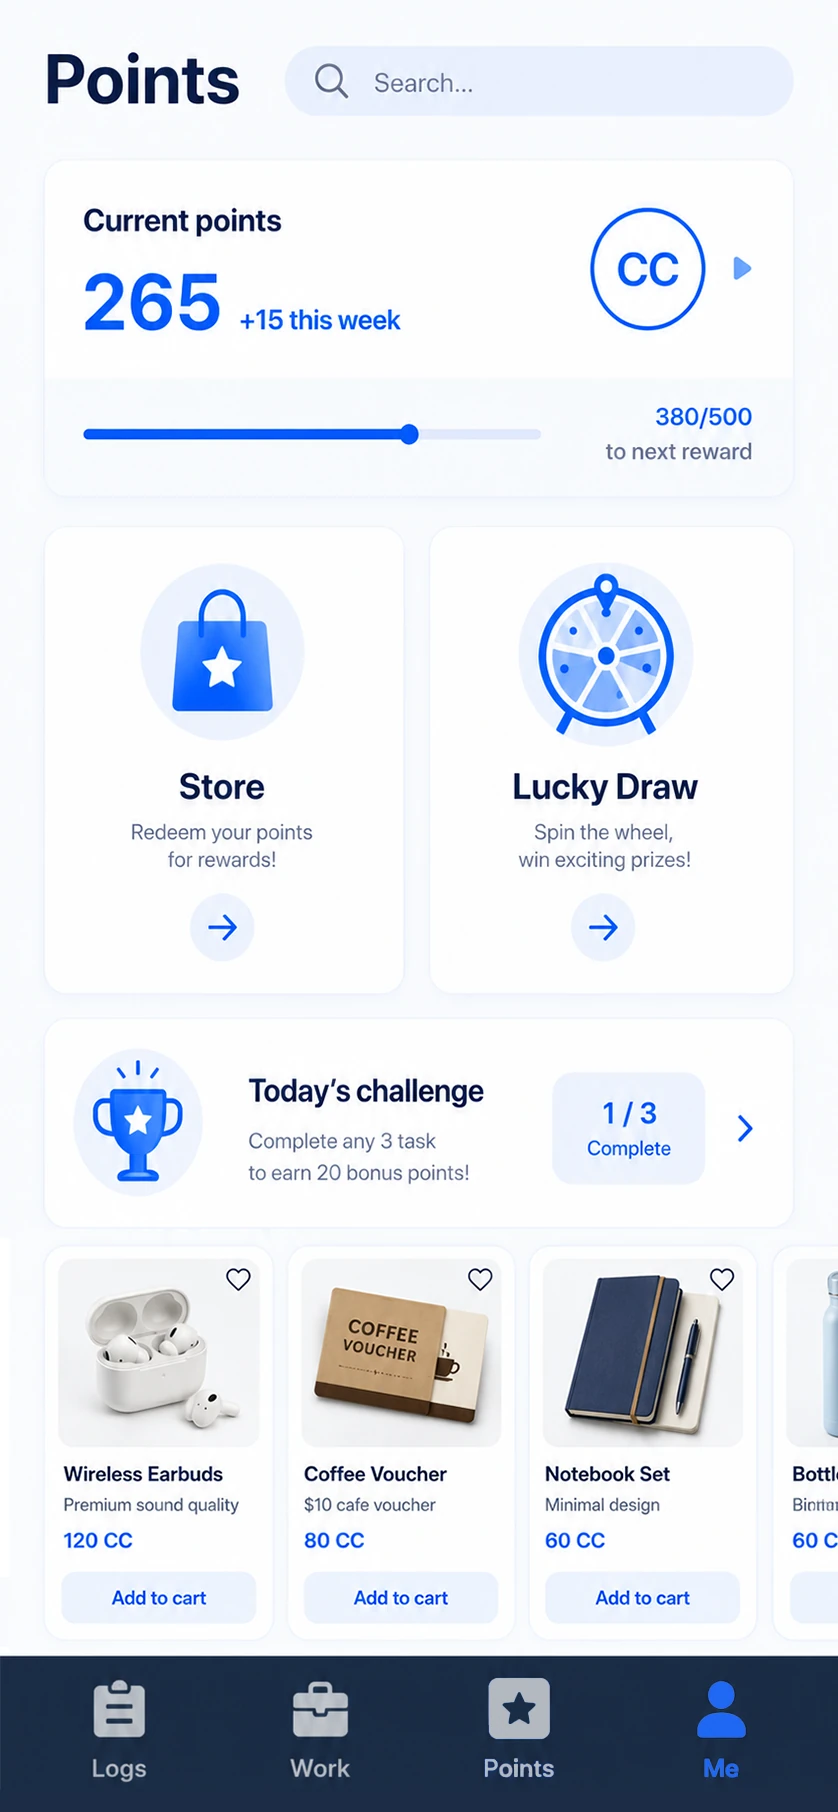 Points
Search...
Current points
265 +15 this week
CC
380/500
to next reward
Store
Redeem your points
for rewards!
Lucky Draw
Spin the wheel,
win exciting prizes!
Today's challenge
Complete any 3 task
to earn 20 bonus points!
1 / 3
Complete
COFFEE
VOUCHER
Wireless Earbuds
Premium sound quality
120 CC
Add to cart
Coffee Voucher
$10 cafe voucher
80 CC
Add to cart
Notebook Set
Minimal design
60 CC
Add to cart
Bottl
60 C
Logs
Work
Points
Me